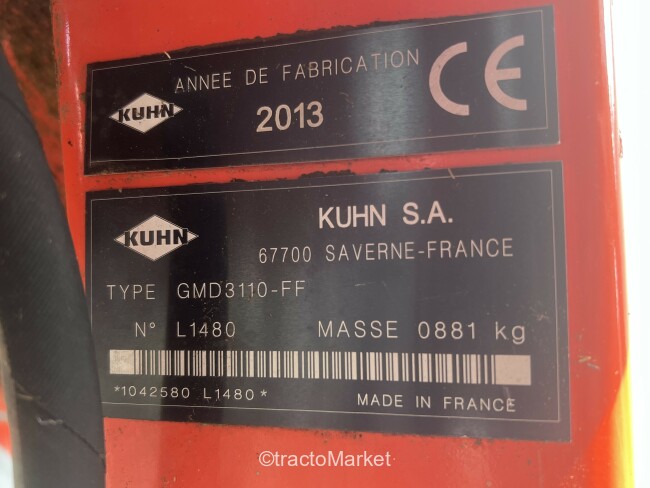 ANNEE DE FABRICATION
KUHN
2013
CE
KUHN S.A.
KUHN
67700 SAVERNE-FRANCE
TYPE GMD3110-FF
N° L1480 MASSE 0881 kg
*1042580 L1480*
MADE IN FRANCE
©tractoMarket